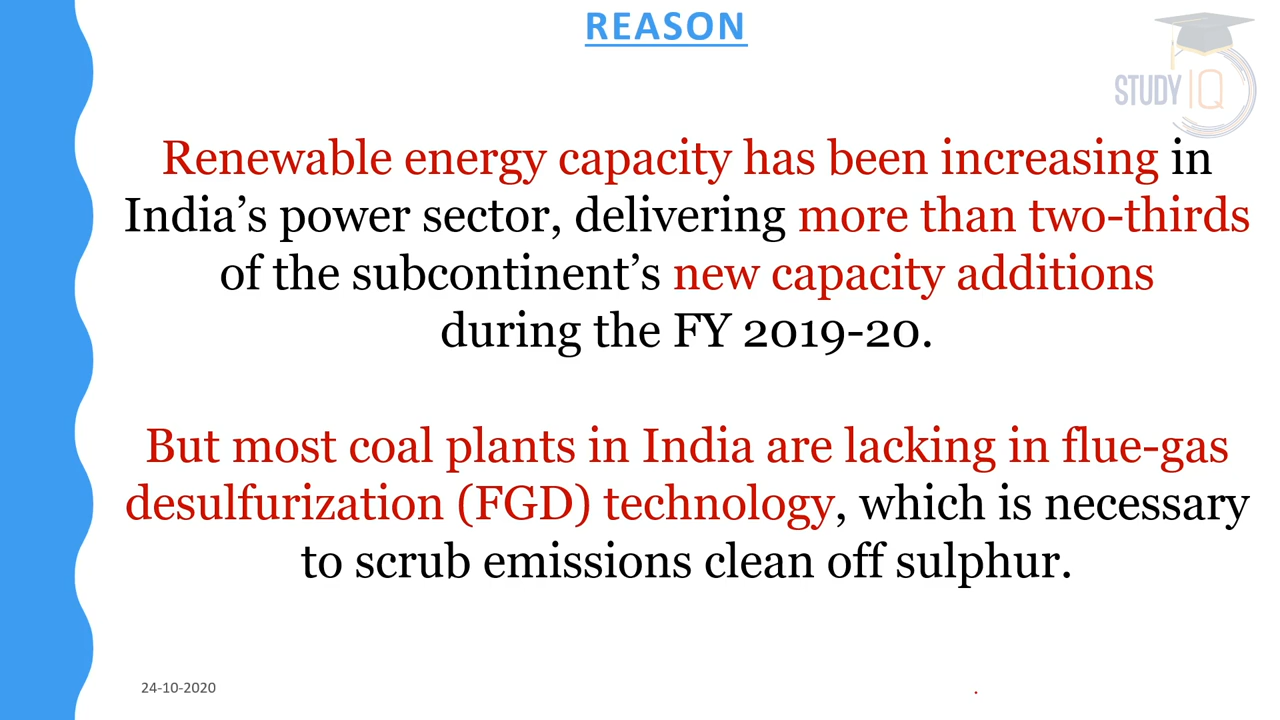 REASON
STUDY IQ
Renewable energy capacity has been increasing in
India’s power sector, delivering more than two-thirds
of the subcontinent’s new capacity additions
during the FY 2019-20.
But most coal plants in India are lacking in flue-gas
desulfurization (FGD) technology, which is necessary
to scrub emissions clean off sulphur.
24-10-2020
.